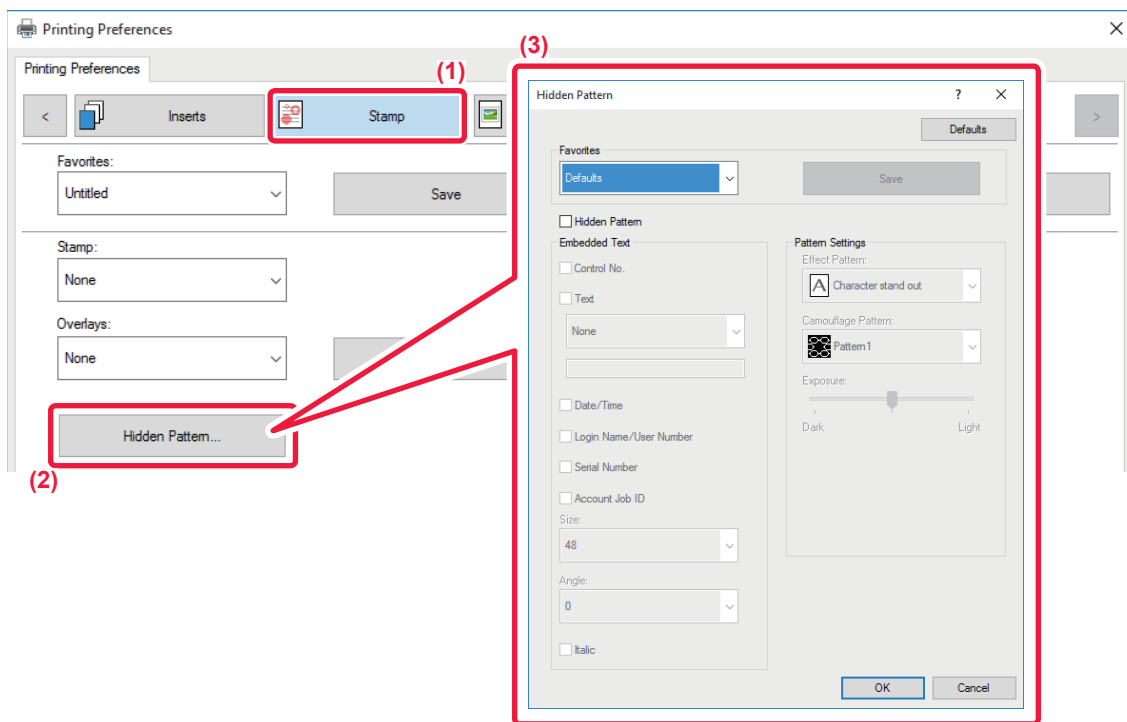 Printing Preferences
Printing Preferences
(1)
(3)
<
Inserts
Stamp
>
Favorites:
Untitled
Save
Stamp:
None
Overlays:
None
Hidden Pattern...
(2)
Hidden Pattern
?
Defaults
Favorites
Defaults
Save
Hidden Pattern
Embedded Text
Control No.
Text
None
Date/Time
Login Name/User Number
Serial Number
Account Job ID
Size:
48
Angle:
0
Italic
Pattern Settings
Effect Pattern:
A Character stand out
Camouflage Pattern:
Pattern1
Exposure:
Dark Light
OK Cancel